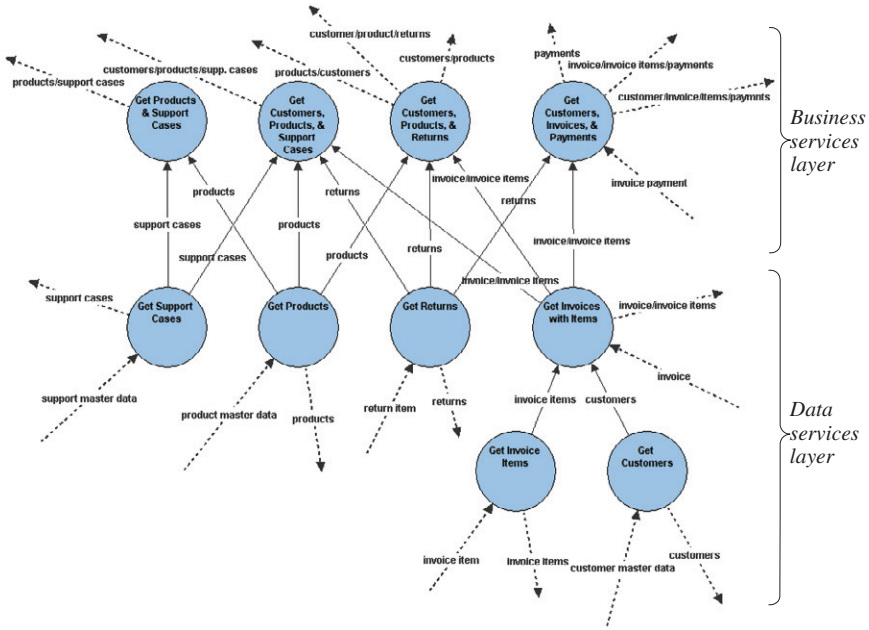 customer/product/returns
customers/products
payments
invoice/invoice items/payments
products/support cases
customers/products/supp. cases
products/customers
customer/invoice/items/paymnts
Get Products
& Support
Cases
Get
Customers,
Products, &
Support
Cases
Get
Customers,
Products, &
Returns
Get
Customers,
Invoices, &
Payments
Business
services
layer
products
returns
invoice/invoice items
returns
invoice payment
support cases
support cases
products
products
returns
invoice/invoice items
Invoice/invoice Items
support cases
Get Support
Cases
Get Products
Get Returns
Get Invoices
with Items
invoice/invoice items
support master data
product master data
products
return item
returns
invoice items
customers
invoice
Data
services
layer
Get Invoice
Items
Get
Customers
invoice item
Invoice Items
customer master data
customers